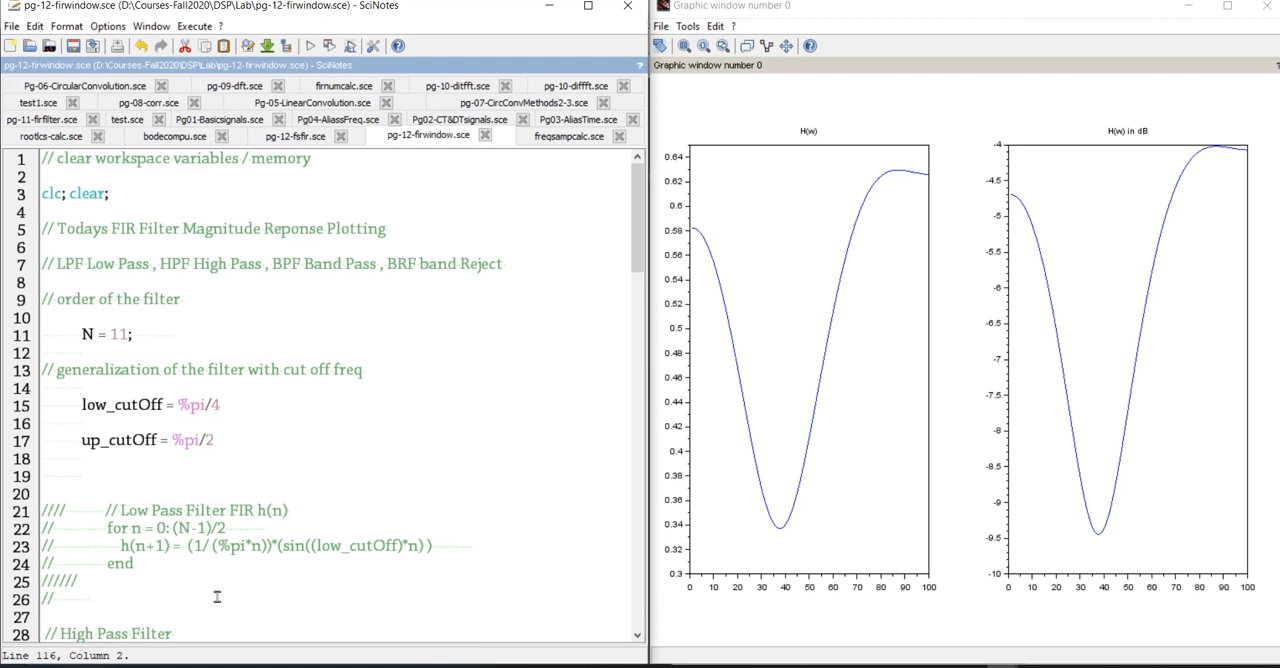 pg-12-firwindow.sce (D:\Courses-Fall2020\DSP\Lab\pg-12-firwindow.sce) - SciNotes
File Edit Format Options Window Execute ?
pg-12-firwindow.sce (D:\Courses-Fall2020\DSP\Lab\pg-12-firwindow.sce) - SciNotes ?
Pg-06-CircularConvolution.sce pg-09-dft.sce firnumcalc.sce pg-10-ditfft.sce pg-10-diffft.sce
test1.sce pg-08-corr.sce Pg-05-LinearConvolution.sce pg-07-CircConvMethods2-3.sce
pg-11-firfilter.sce test.sce Pg01-Basicsignals.sce Pg04-AliassFreq.sce Pg02-CT&DTsignals.sce Pg03-AliasTime.sce
rootlcs-calc.sce bodecompu.sce pg-12-fsfir.sce pg-12-firwindow.sce freqsampcalc.sce
1 // clear workspace variables / memory
2
3 clc; clear;
4
5 // Todays FIR Filter Magnitude Reponse Plotting
6
7 // LPF Low Pass , HPF High Pass , BPF Band Pass , BRF band Reject
8
9 // order of the filter
10
11 N = 11;
12
13 // generalization of the filter with cut off freq
14
15 low_cutOff = %pi/4
16
17 up_cutOff = %pi/2
18
19
20
21 //// // Low Pass Filter FIR h(n)
22 // for n = 0: (N-1)/2
23 // h(n+1) = (1/ (%pi*n))*(sin((low_cutOff)*n) )
24 // end
25 //////
26 //
27
28 // High Pass Filter
Line 116, Column 2.
Graphic window number 0
File Tools Edit ?
Graphic window number 0 ?
H(w)
0.64
0.62
0.6
0.58
0.56
0.54
0.52
0.5
0.48
0.46
0.44
0.42
0.4
0.38
0.36
0.34
0.32
0.3
0 10 20 30 40 50 60 70 80 90 100
H(w) in dB
-4
-4.5
-5
-5.5
-6
-6.5
-7
-7.5
-8
-8.5
-9
-9.5
-10
0 10 20 30 40 50 60 70 80 90 100